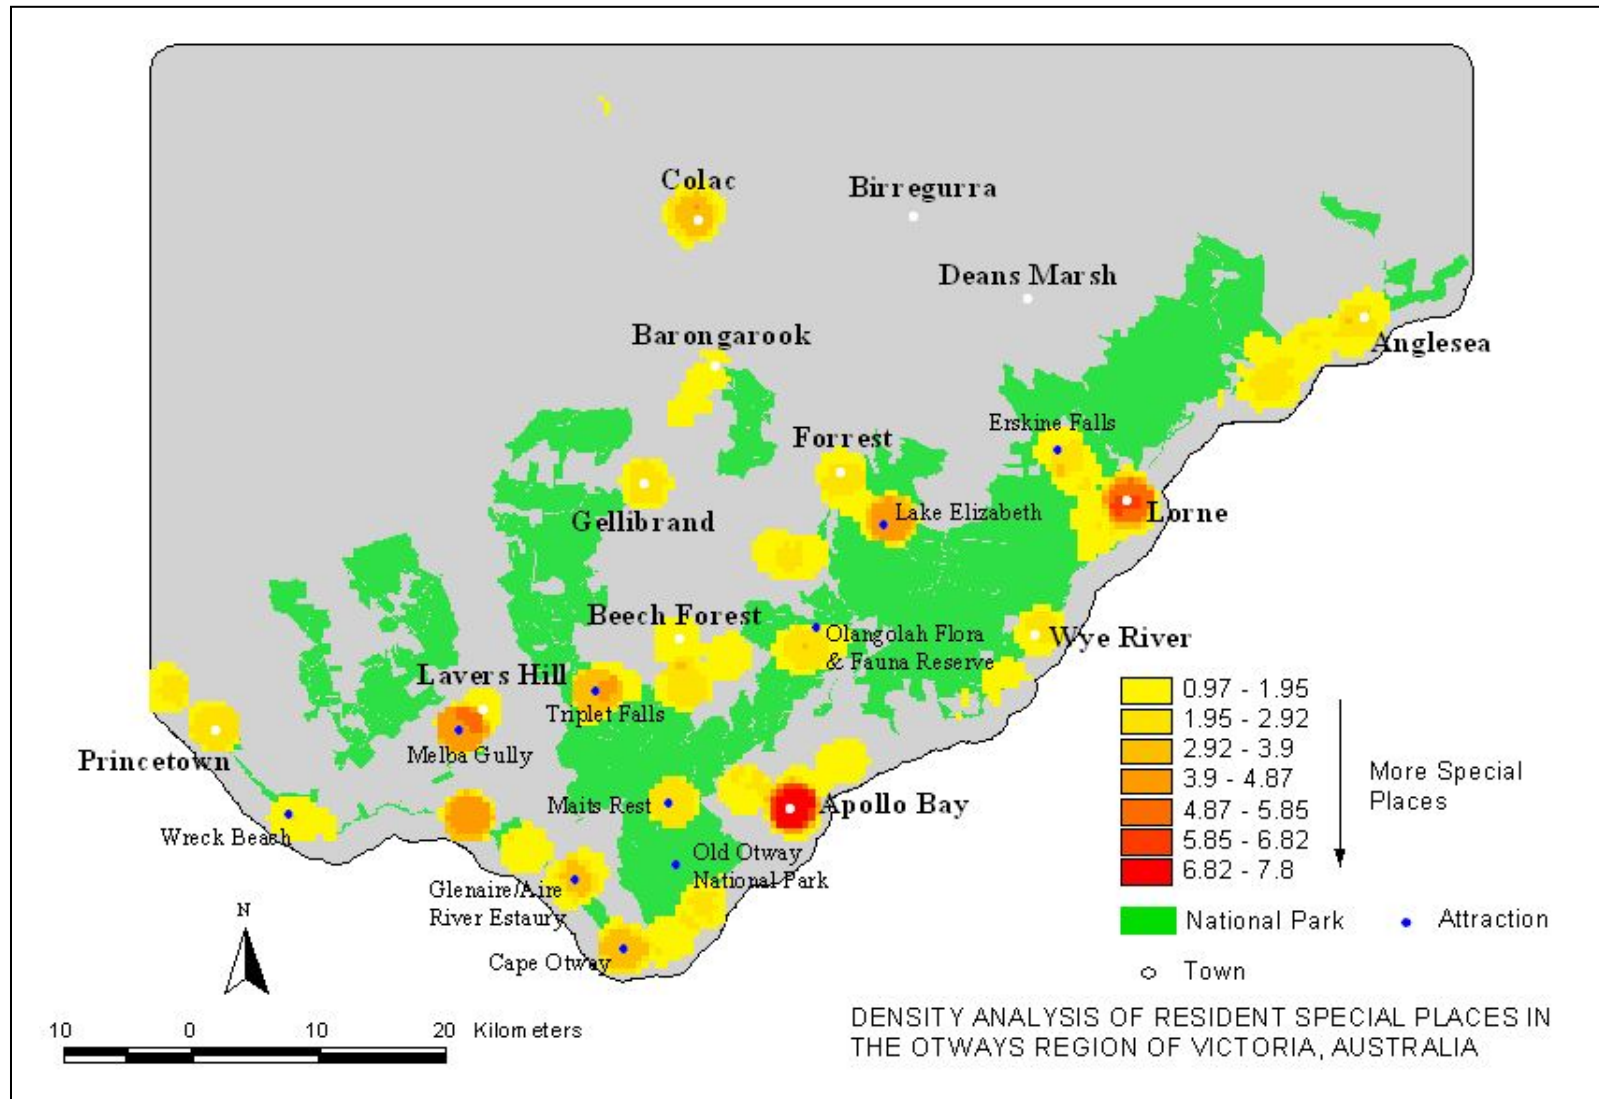 Colac
Birregurra
Deans Marsh
Barongarook
Anglesea
Erskine Falls
Forrest
Lake Elizabeth
Lorne
Gellibrand
Beech Forest
Olangolah Flora
& Fauna Reserve
Wye River
Lavers Hill
Triplet Falls
Melba Gully
Princetown
Maits Rest
Apollo Bay
Wreck Beach
Old Otway
National Park
Glenaire/Aire
River Estaury
Cape Otway
0.97 - 1.95
1.95 - 2.92
2.92 - 3.9
3.9 - 4.87
4.87 - 5.85
5.85 - 6.82
6.82 - 7.8
More Special
Places
National Park
Attraction
Town
N
10 0 10 20 Kilometers
DENSITY ANALYSIS OF RESIDENT SPECIAL PLACES IN
THE OTWAYS REGION OF VICTORIA, AUSTRALIA